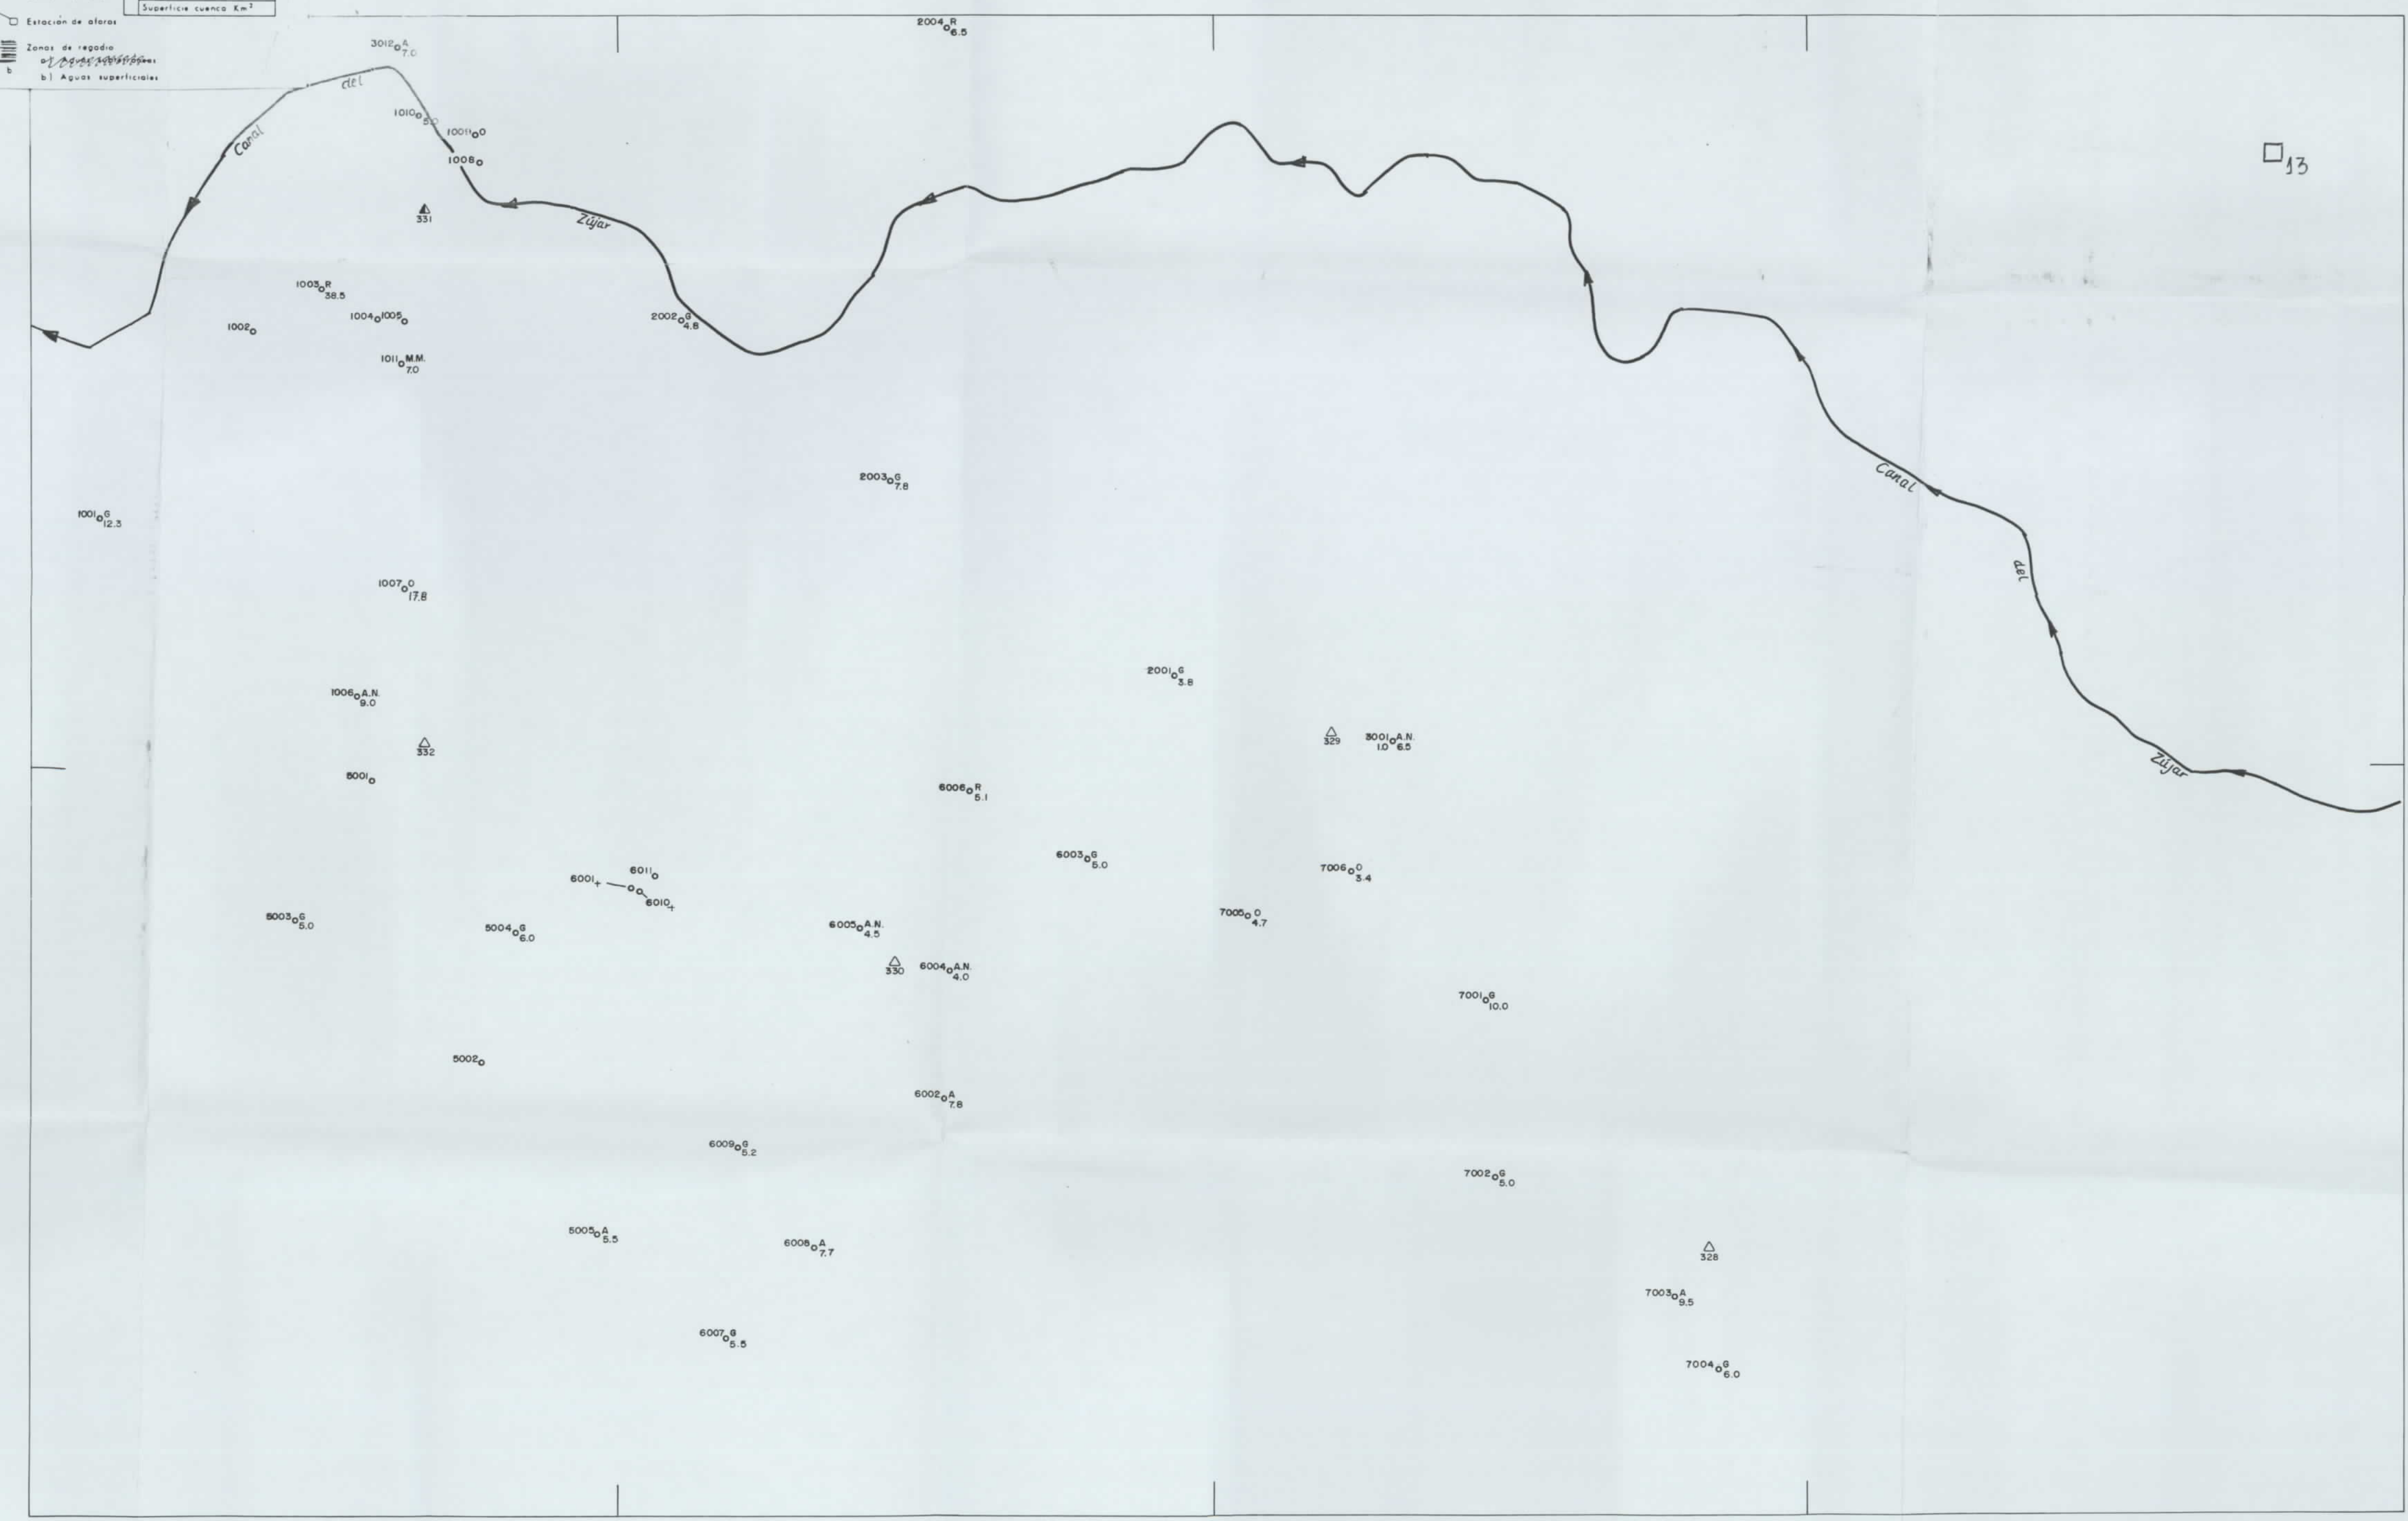 Superficie cuenca Km²
Estación de aforos
Zonas de regadio
a) Aguas subterráneas
b b) Aguas superficiales
2004 R 6.5
3012 A 7.0
del
Canal
1010 5.0
10011 O
1008
13
331
Zújar
1003 R 38.5
1002
1004 1005
2002 G 4.8
1011 M.M. 7.0
Canal
2003 G 7.8
1001 G 12.3
del
1007 O 17.8
2001 G 3.8
1006 A.N. 9.0
332
329
3001 A.N. 1.0 6.5
Zújar
5001
6006 R 5.1
6003 G 5.0
7006 O 3.4
6011
6001+
6010+
5003 G 5.0
5004 G 6.0
6005 A.N. 4.5
7005 O 4.7
330
6004 A.N. 4.0
7001 G 10.0
5002
6002 A 7.8
6009 G 5.2
7002 G 5.0
5005 A 5.5
6008 A 7.7
328
7003 A 9.5
6007 G 5.5
7004 G 6.0